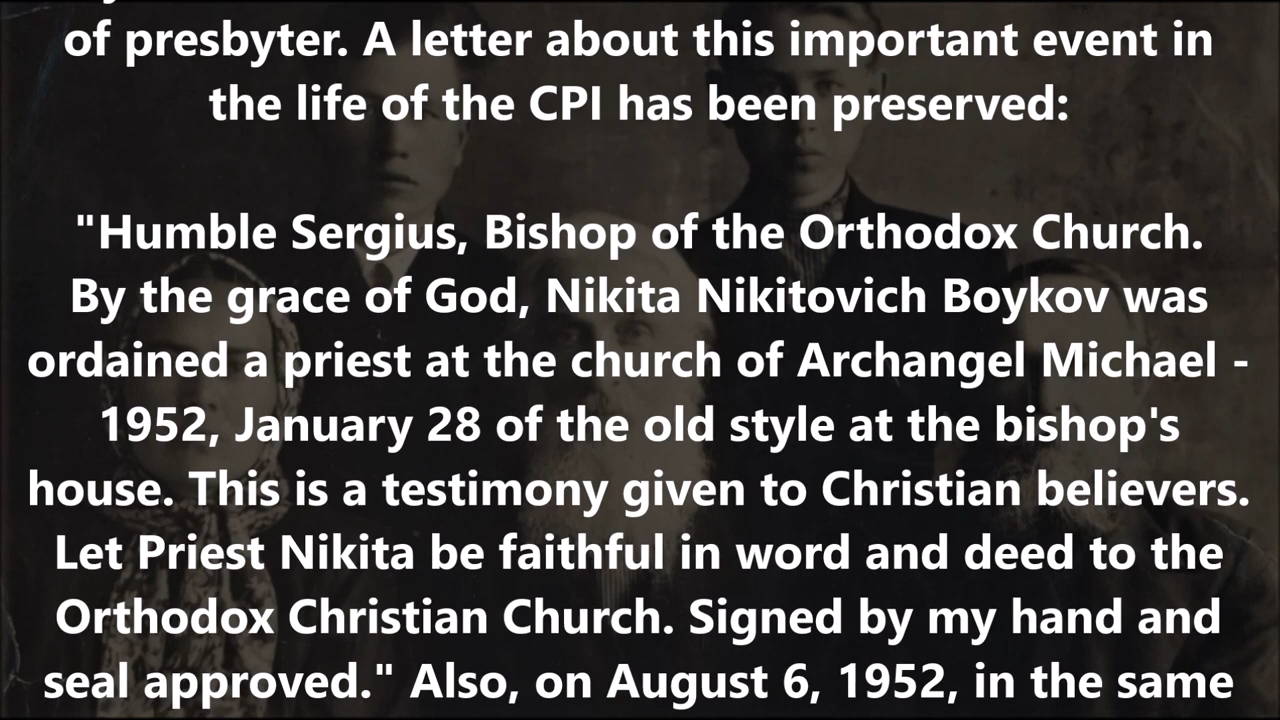 of presbyter. A letter about this important event in
the life of the CPI has been preserved:
"Humble Sergius, Bishop of the Orthodox Church.
By the grace of God, Nikita Nikitovich Boykov was
ordained a priest at the church of Archangel Michael -
1952, January 28 of the old style at the bishop's
house. This is a testimony given to Christian believers.
Let Priest Nikita be faithful in word and deed to the
Orthodox Christian Church. Signed by my hand and
seal approved." Also, on August 6, 1952, in the same